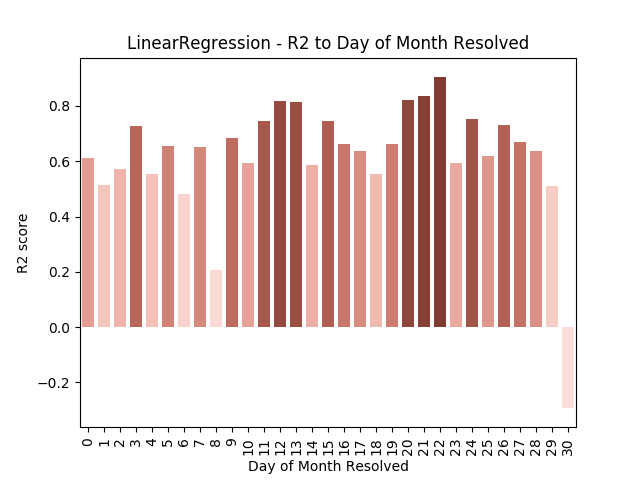 LinearRegression - R2 to Day of Month Resolved
R2 score
0.8
0.6
0.4
0.2
0.0
−0.2
0 1 2 3 4 5 6 7 8 9 10 11 12 13 14 15 16 17 18 19 20 21 22 23 24 25 26 27 28 29 30
Day of Month Resolved